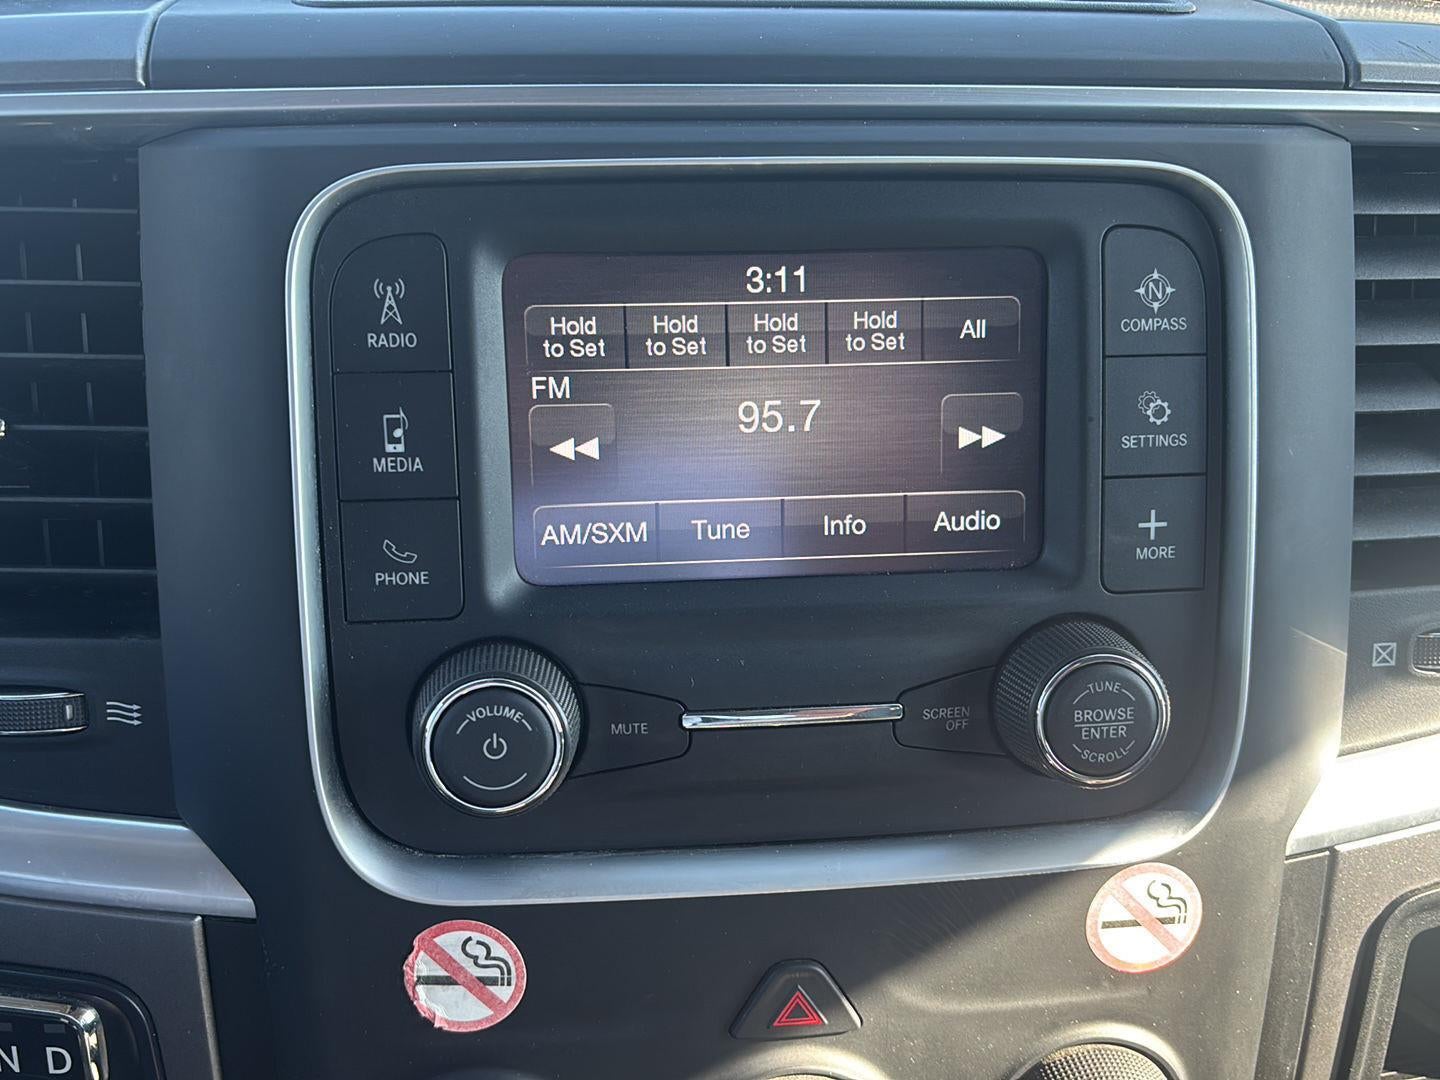 3:11
Hold
to Set
Hold
to Set
Hold
to Set
Hold
to Set
All
FM
95.7
AM/SXM
Tune
Info
Audio
RADIO
MEDIA
PHONE
N
COMPASS
SETTINGS
MORE
VOLUME
MUTE
SCREEN
OFF
TUNE
BROWSE
ENTER
SCROLL
N D